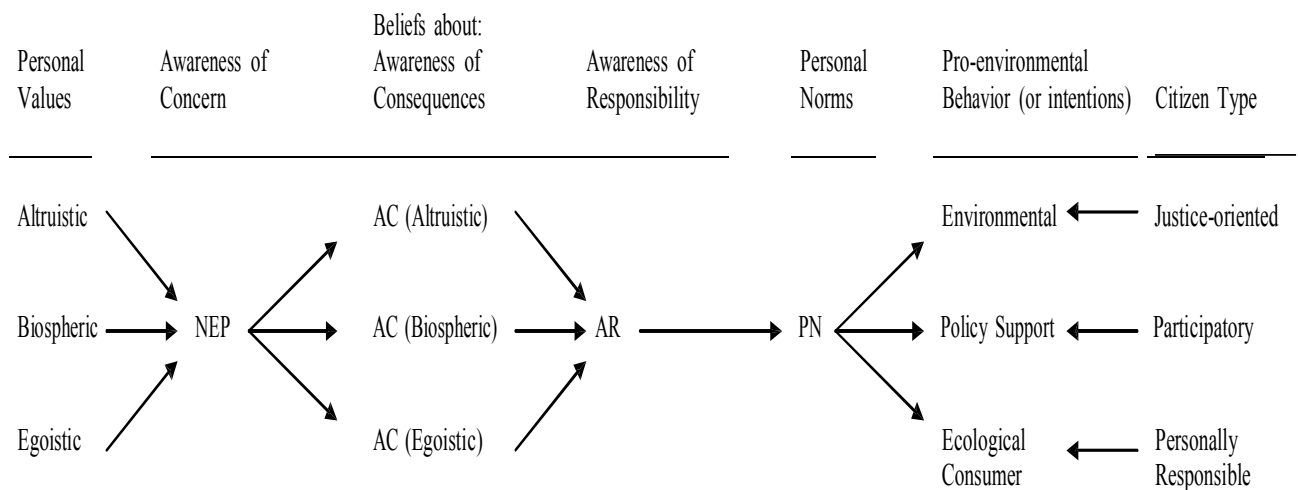 Personal
Values
Awareness of
Concern
Beliefs about:
Awareness of
Consequences
Awareness of
Responsibility
Personal
Norms
Pro-environmental
Behavior (or intentions)
Citizen Type
Altruistic
AC (Altruistic)
Environmental
Justice-oriented
Biospheric
NEP
AC (Biospheric)
AR
PN
Policy Support
Participatory
Egoistic
AC (Egoistic)
Ecological
Consumer
Personally
Responsible